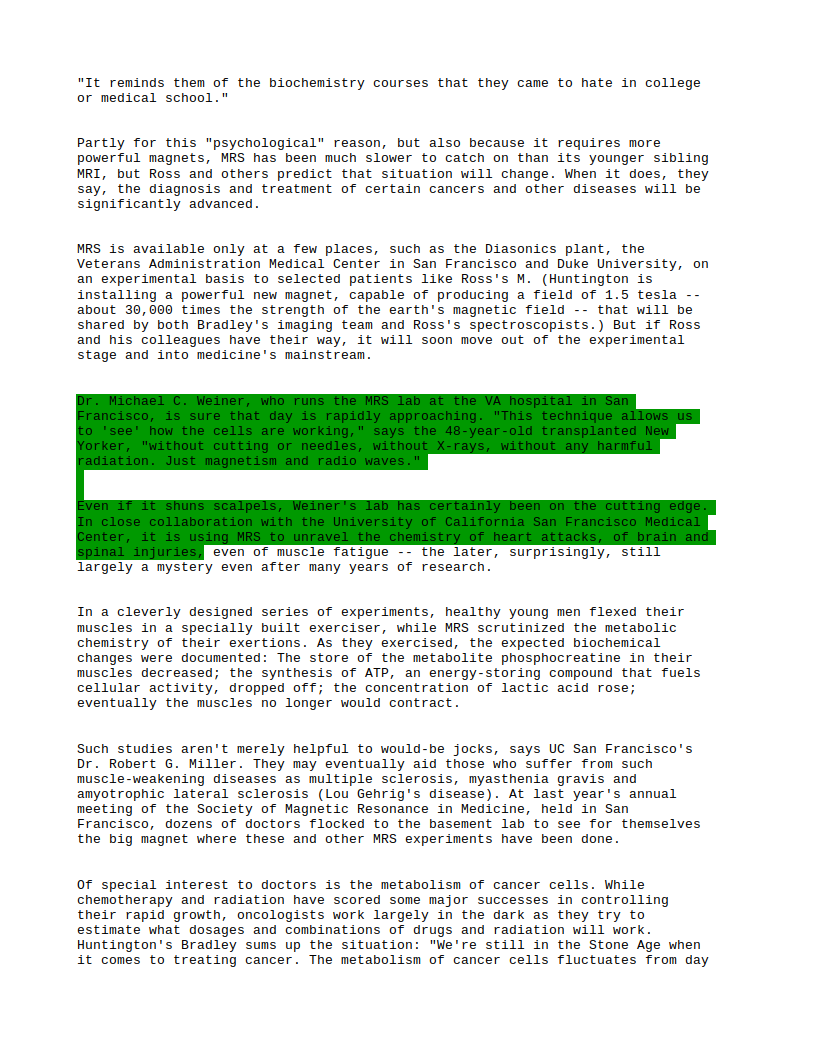 "It reminds them of the biochemistry courses that they came to hate in college
or medical school."
Partly for this "psychological" reason, but also because it requires more
powerful magnets, MRS has been much slower to catch on than its younger sibling
MRI, but Ross and others predict that situation will change. When it does, they
say, the diagnosis and treatment of certain cancers and other diseases will be
significantly advanced.
MRS is available only at a few places, such as the Diasonics plant, the
Veterans Administration Medical Center in San Francisco and Duke University, on
an experimental basis to selected patients like Ross's M. (Huntington is
installing a powerful new magnet, capable of producing a field of 1.5 tesla --
about 30,000 times the strength of the earth's magnetic field -- that will be
shared by both Bradley's imaging team and Ross's spectroscopists.) But if Ross
and his colleagues have their way, it will soon move out of the experimental
stage and into medicine's mainstream.
Dr. Michael C. Weiner, who runs the MRS lab at the VA hospital in San
Francisco, is sure that day is rapidly approaching. "This technique allows us
to 'see' how the cells are working," says the 48-year-old transplanted New
Yorker, "without cutting or needles, without X-rays, without any harmful
radiation. Just magnetism and radio waves."
Even if it shuns scalpels, Weiner's lab has certainly been on the cutting edge.
In close collaboration with the University of California San Francisco Medical
Center, it is using MRS to unravel the chemistry of heart attacks, of brain and
spinal injuries, even of muscle fatigue -- the later, surprisingly, still
largely a mystery even after many years of research.
In a cleverly designed series of experiments, healthy young men flexed their
muscles in a specially built exerciser, while MRS scrutinized the metabolic
chemistry of their exertions. As they exercised, the expected biochemical
changes were documented: The store of the metabolite phosphocreatine in their
muscles decreased; the synthesis of ATP, an energy-storing compound that fuels
cellular activity, dropped off; the concentration of lactic acid rose;
eventually the muscles no longer would contract.
Such studies aren't merely helpful to would-be jocks, says UC San Francisco's
Dr. Robert G. Miller. They may eventually aid those who suffer from such
muscle-weakening diseases as multiple sclerosis, myasthenia gravis and
amyotrophic lateral sclerosis (Lou Gehrig's disease). At last year's annual
meeting of the Society of Magnetic Resonance in Medicine, held in San
Francisco, dozens of doctors flocked to the basement lab to see for themselves
the big magnet where these and other MRS experiments have been done.
Of special interest to doctors is the metabolism of cancer cells. While
chemotherapy and radiation have scored some major successes in controlling
their rapid growth, oncologists work largely in the dark as they try to
estimate what dosages and combinations of drugs and radiation will work.
Huntington's Bradley sums up the situation: "We're still in the Stone Age when
it comes to treating cancer. The metabolism of cancer cells fluctuates from day